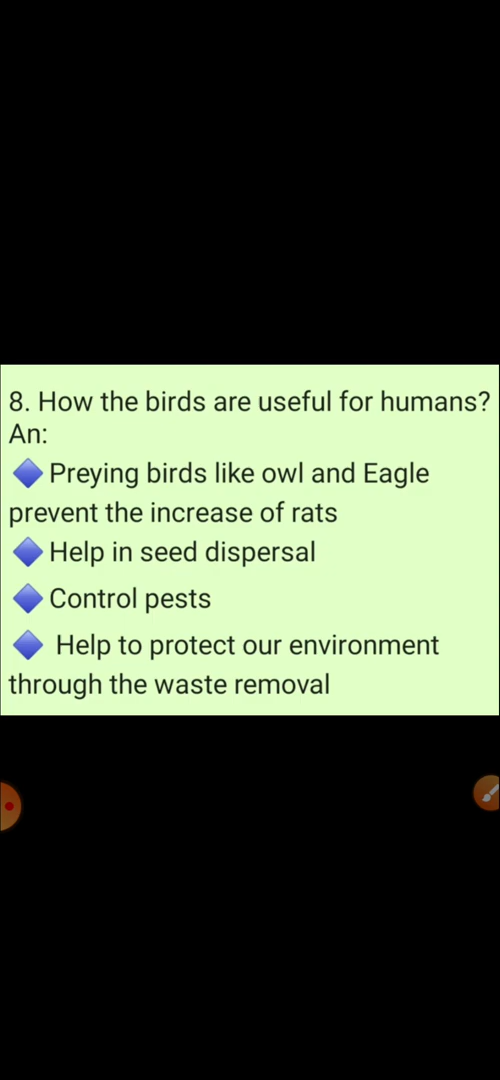 8. How the birds are useful for humans?
An:
🔷 Preying birds like owl and Eagle
prevent the increase of rats
🔷 Help in seed dispersal
🔷 Control pests
🔷 Help to protect our environment
through the waste removal